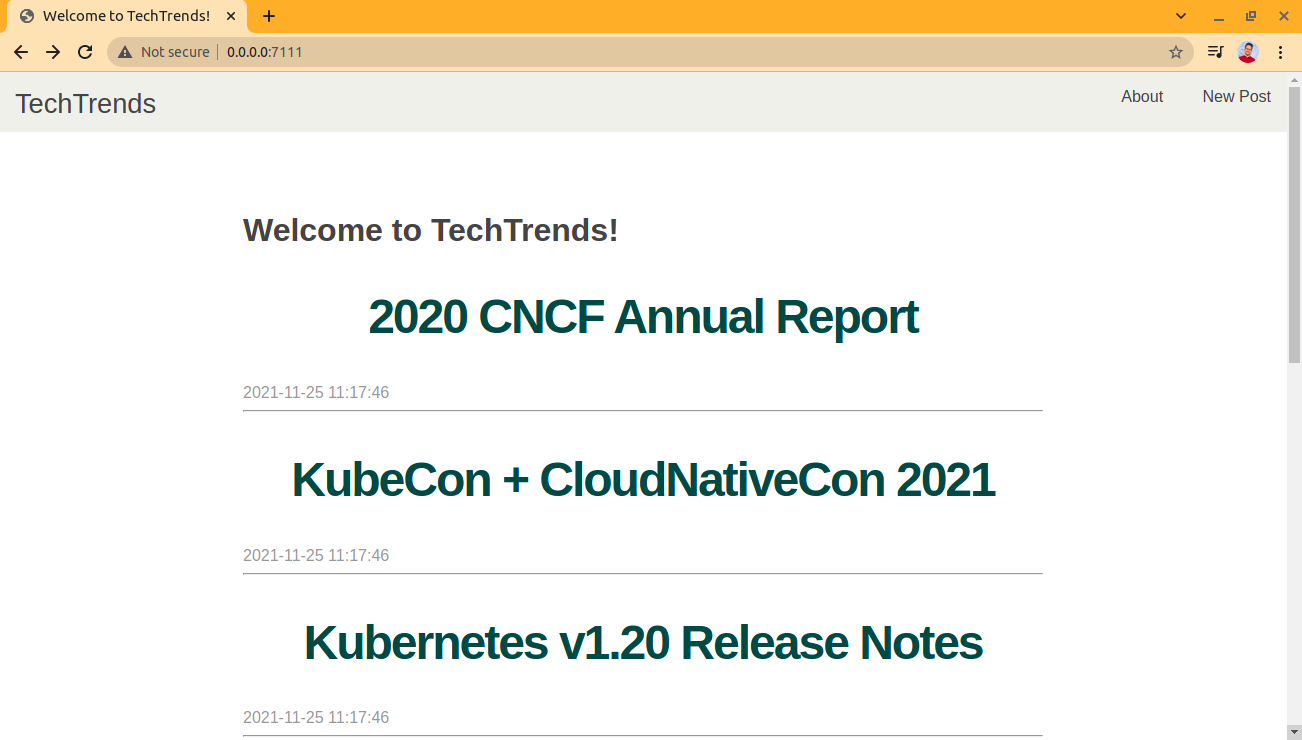 Welcome to TechTrends!
Not secure 0.0.0.0:7111
TechTrends About New Post
Welcome to TechTrends!
2020 CNCF Annual Report
2021-11-25 11:17:46
KubeCon + CloudNativeCon 2021
2021-11-25 11:17:46
Kubernetes v1.20 Release Notes
2021-11-25 11:17:46